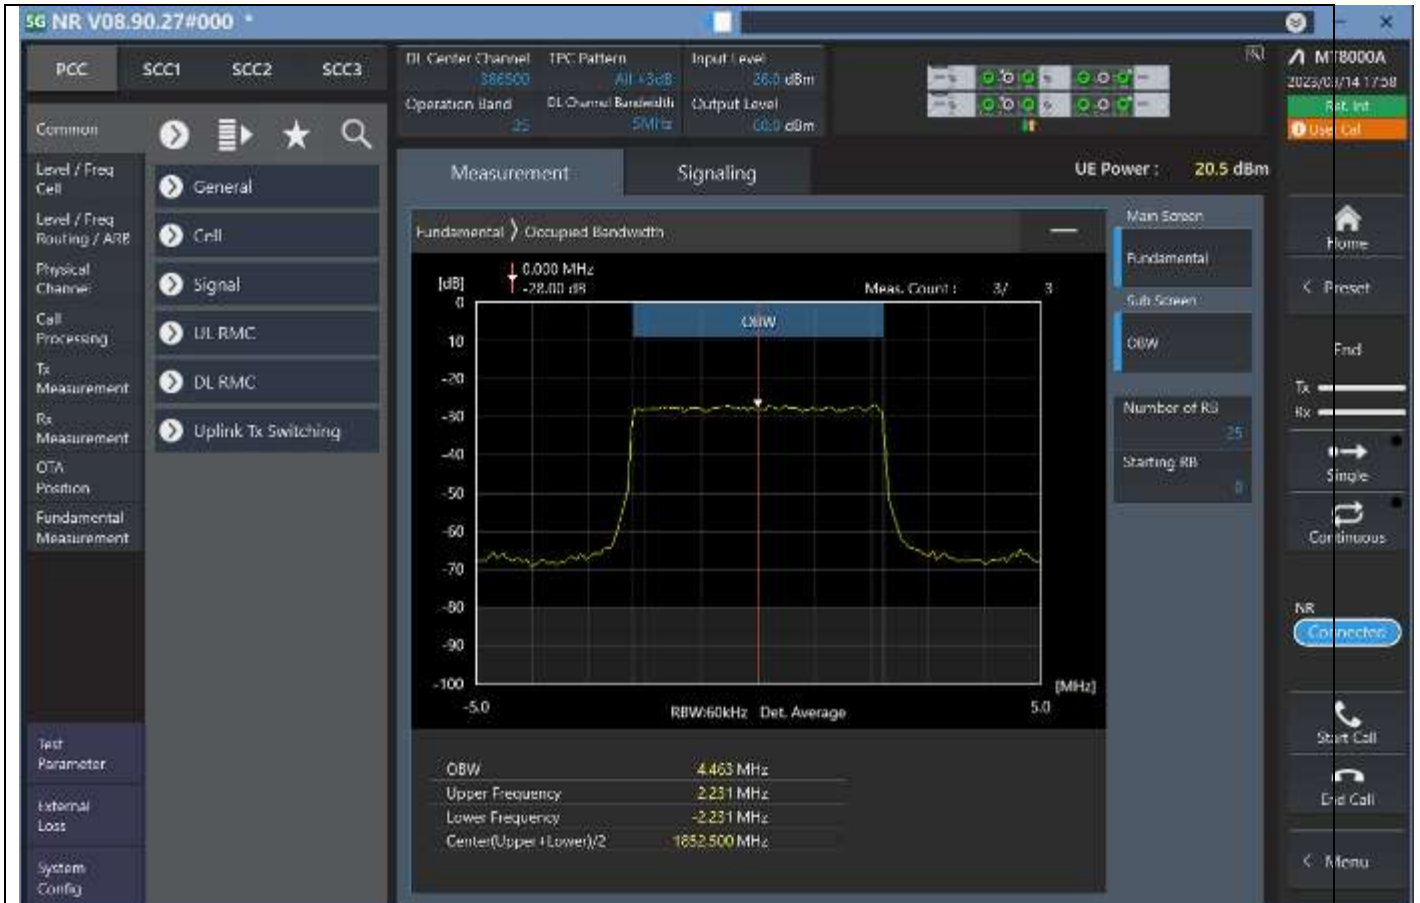 5G NR V08.90.27#000 *
PCC SCC1 SCC2 SCC3
DL Center Channel 386500
TPC Pattern All +3dB
Input Level 26.0 dBm
Operation Band 25
DL Channel Bandwidth 5MHz
Output Level -60.0 dBm
MT8000A
2023/03/14 17:58
Ref. Int
User Cal
Common
Level / Freq
Cell
Level / Freq
Routing / ARB
Physical
Channel
Call
Processing
Tx
Measurement
Rx
Measurement
OTA
Position
Fundamental
Measurement
Test
Parameter
External
Loss
System
Config
General
Cell
Signal
UL RMC
DL RMC
Uplink Tx Switching
Measurement Signaling
UE Power : 20.5 dBm
Fundamental ⟩ Occupied Bandwidth
0.000 MHz
-28.00 dB
Meas. Count : 3/ 3
[dB]
0
-10
-20
-30
-40
-50
-60
-70
-80
-90
-100
OBW
-5.0
5.0
[MHz]
RBW:60kHz Det. Average
OBW 4.463 MHz
Upper Frequency 2.231 MHz
Lower Frequency -2.231 MHz
Center(Upper+Lower)/2 1852.500 MHz
Main Screen
Fundamental
Sub Screen
OBW
Number of RB
25
Starting RB
0
Home
< Preset
End
Tx
Rx
Single
Continuous
NR
Connected
Start Call
End Call
< Menu